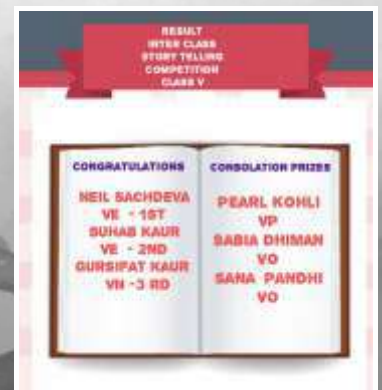 RESULT
INTER CLASS
STORY TELLING
COMPETITION
CLASS V
CONGRATULATIONS
NEIL SACHDEVA
VE - 1ST
SUHAB KAUR
VE - 2ND
GURSIFAT KAUR
VN -3 RD
CONSOLATION PRIZES
PEARL KOHLI
VP
SABIA DHIMAN
VO
SANA PANDHI
VO